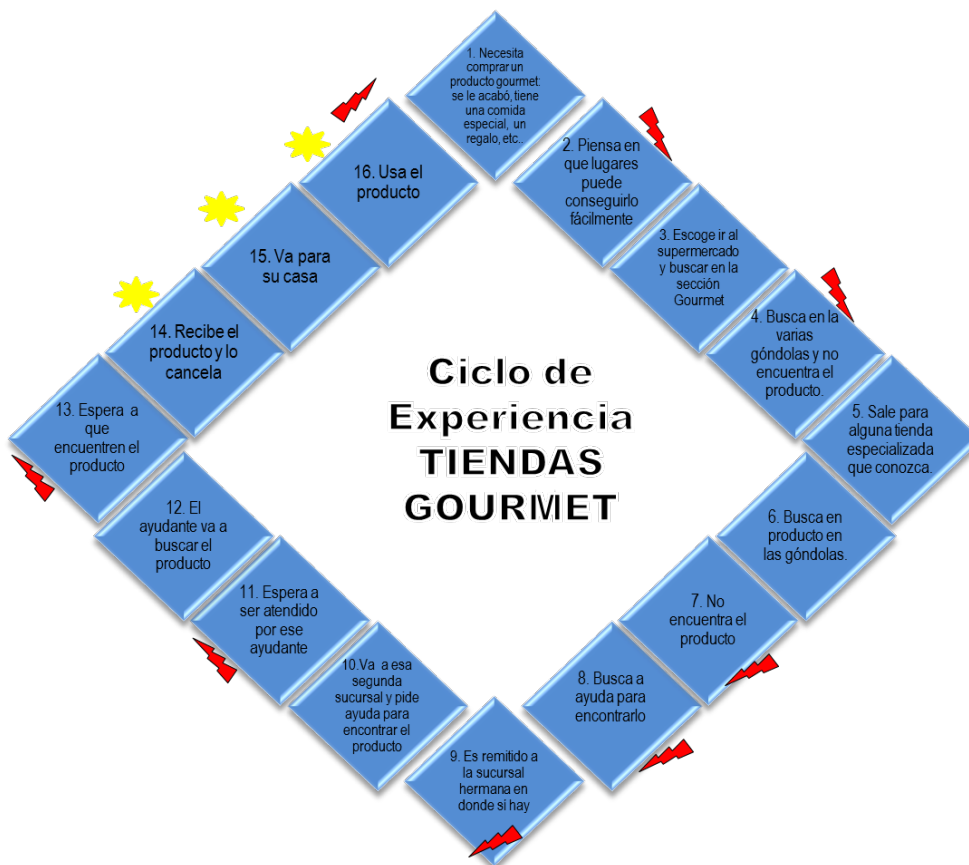 1. Necesita
comprar un
producto gourmet:
se le acabó, tiene
una comida
especial, un
regalo, etc..
2. Piensa
en que lugares
puede
conseguirlo
fácilmente
3. Escoge ir al
supermercado
y buscar en la
sección
Gourmet
4. Busca en la
varias
góndolas y no
encuentra el
producto.
5. Sale para
alguna tienda
especializada
que conozca.
6. Busca en
producto en
las góndolas.
7. No
encuentra el
producto
8. Busca a
ayuda para
encontrarlo
9. Es remitido a
la sucursal
hermana en
donde si hay
10.Va a esa
segunda
sucursal y pide
ayuda para
encontrar el
producto
11. Espera a
ser atendido
por ese
ayudante
12. El
ayudante va a
buscar el
producto
13. Espera a
que
encuentren el
producto
14. Recibe el
producto y lo
cancela
15. Va para
su casa
16. Usa el
producto
Ciclo de
Experiencia
TIENDAS
GOURMET